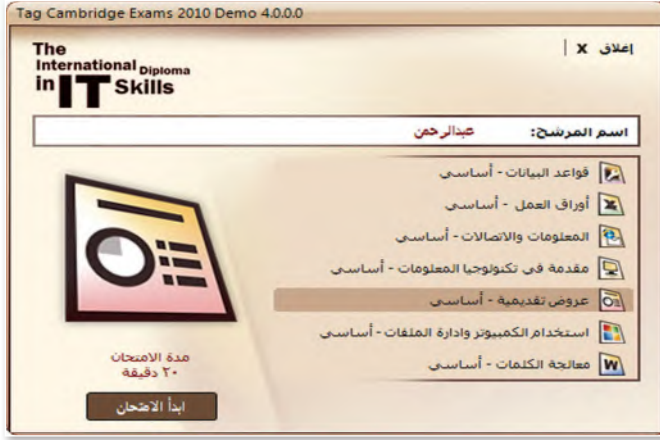 Tag Cambridge Exams 2010 Demo 4.0.0.0
إغلاق X
The
International Diploma
in IT Skills
اسم المرشح: عبدالرحمن
قواعد البيانات - أساسي
أوراق العمل - أساسي
المعلومات والاتصالات - أساسي
مقدمة في تكنولوجيا المعلومات - أساسي
عروض تقديمية - أساسي
استخدام الكمبيوتر وادارة الملفات - أساسي
معالجة الكلمات - أساسي
مدة الامتحان
٢٠ دقيقة
ابدأ الامتحان